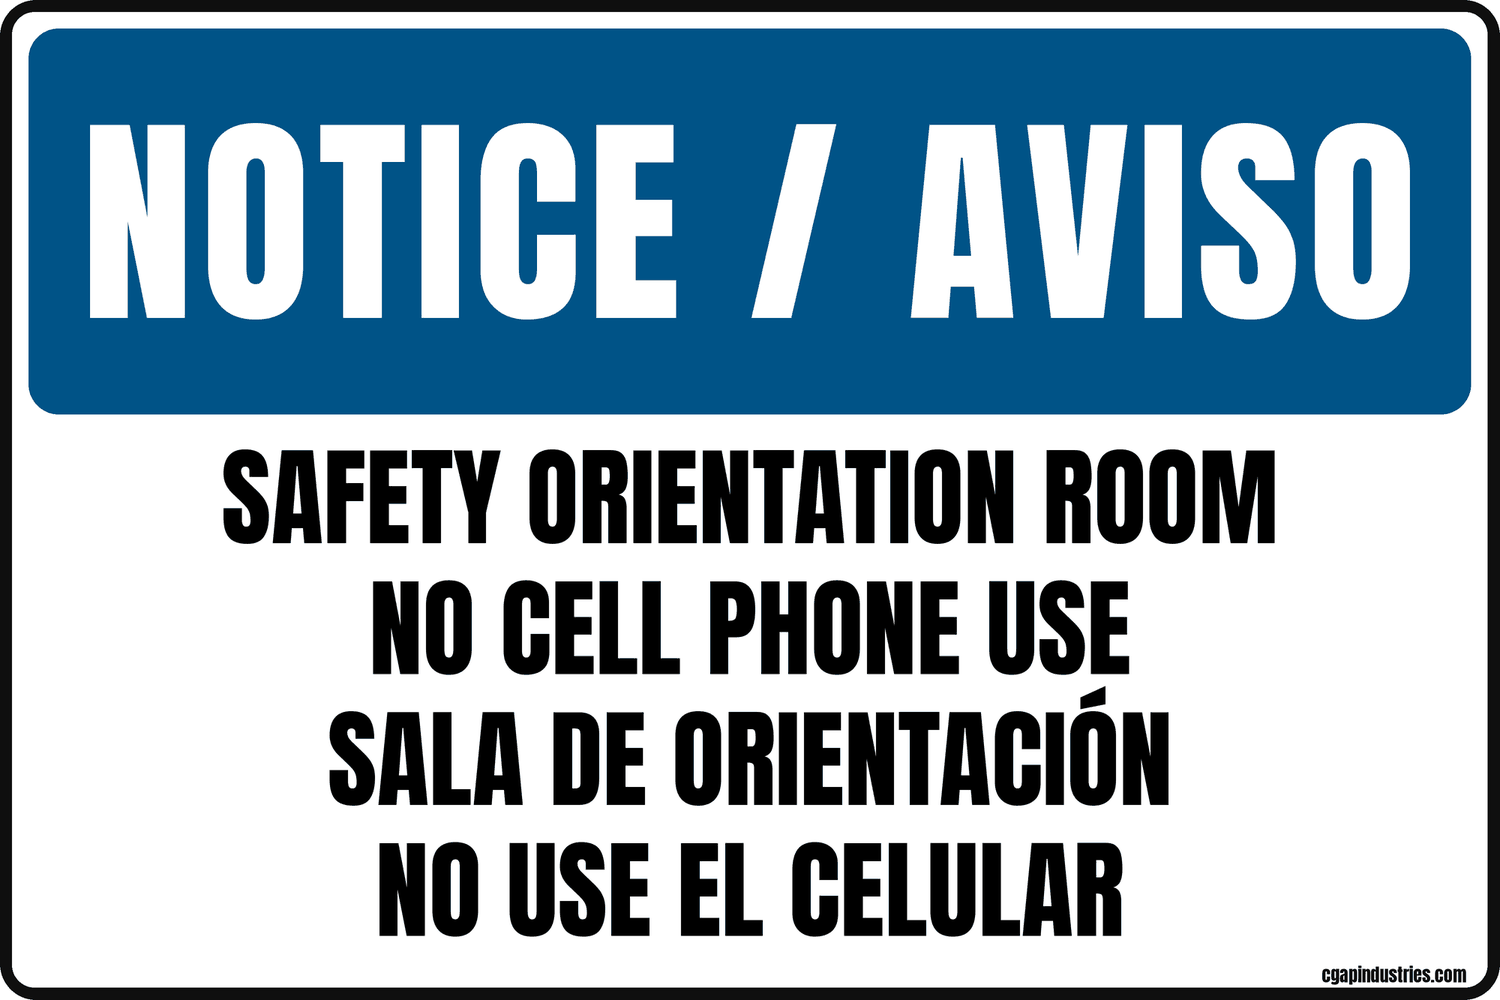 NOTICE / AVISO
SAFETY ORIENTATION ROOM
NO CELL PHONE USE
SALA DE ORIENTACIÓN
NO USE EL CELULAR
cgapindustries.com